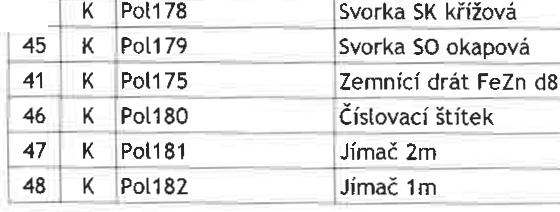 K Pol178 Svorka SK křížová
45 K Pol179 Svorka SO okapová
41 K Pol175 Zemnící drát FeZn d8
46 K Pol180 Číslovací štítek
47 K Pol181 Jímač 2m
48 K Pol182 Jímač 1m